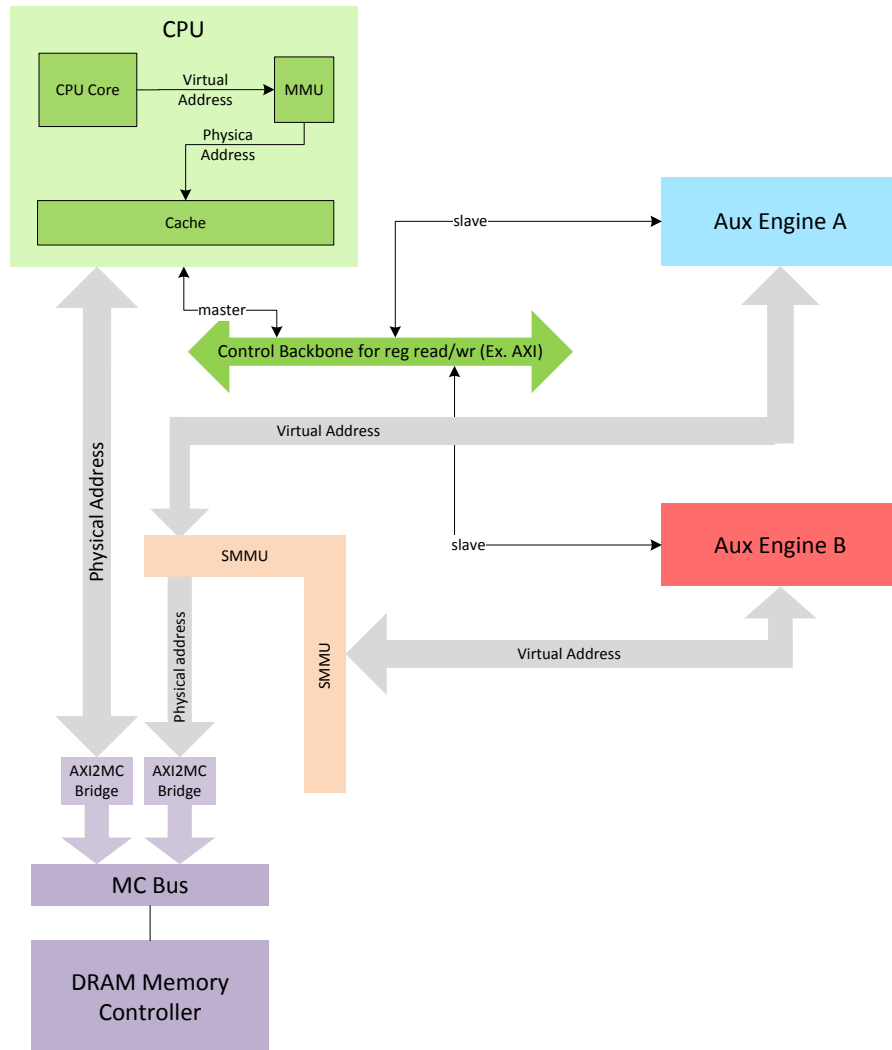 CPU
CPU Core
Virtual
Address
MMU
Physica
Address
Cache
slave
Aux Engine A
master
Control Backbone for reg read/wr (Ex. AXI)
Virtual Address
Physical Address
SMMU
slave
Aux Engine B
Physical address
SMMU
Virtual Address
AXI2MC
Bridge
AXI2MC
Bridge
MC Bus
DRAM Memory
Controller